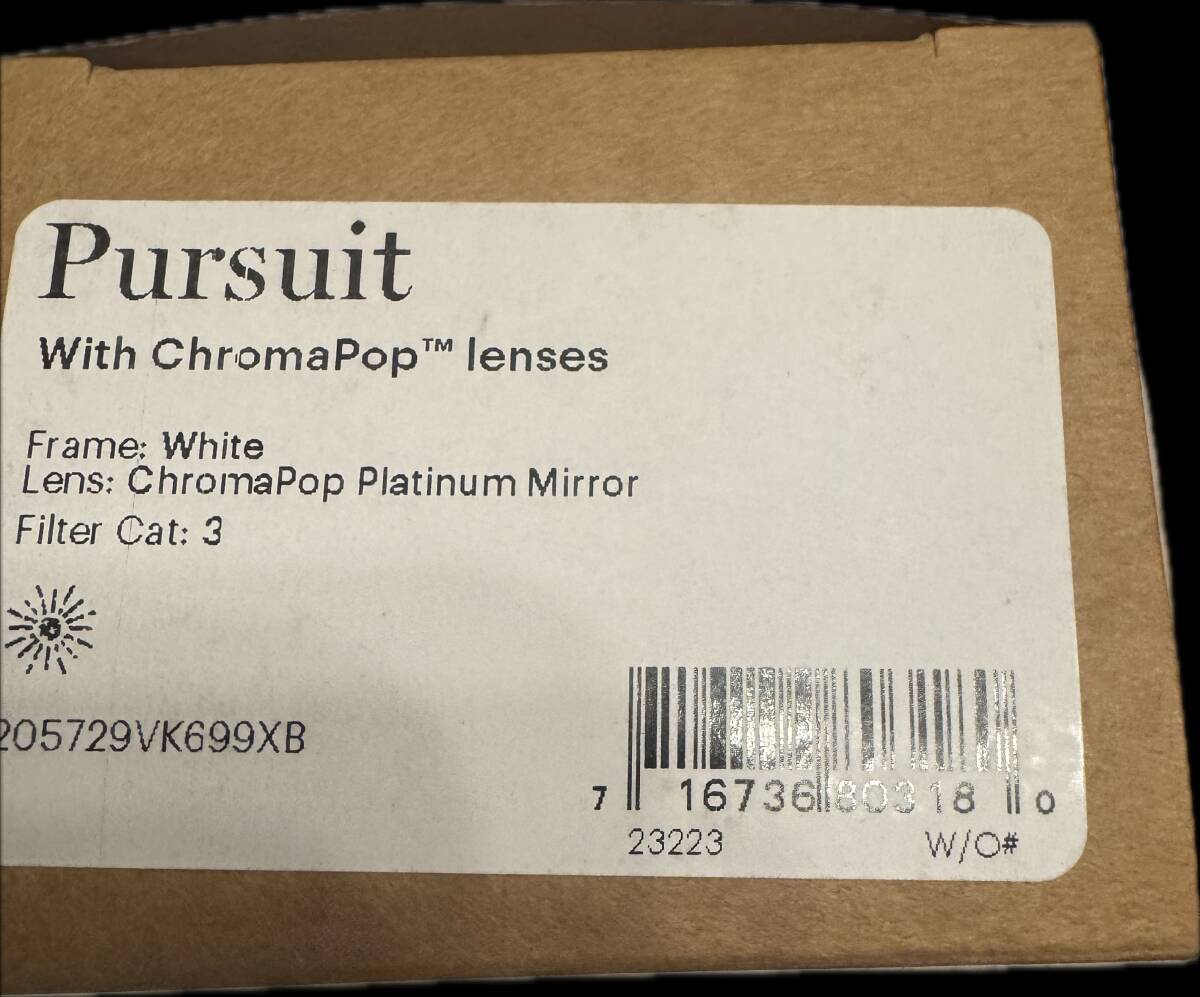 Pursuit
With ChromaPop™ lenses
Frame: White
Lens: ChromaPop Platinum Mirror
Filter Cat: 3
205729VK699XB
7 16736 80318 0
23223 W/O#